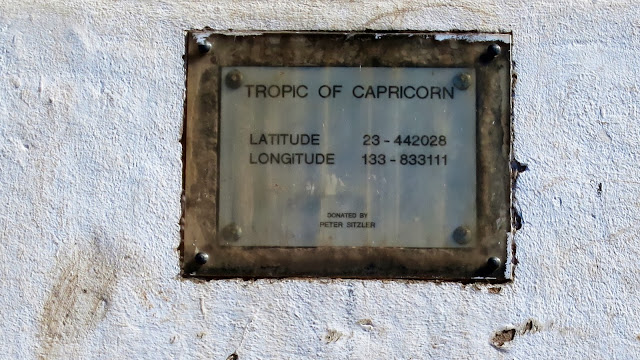 TROPIC OF CAPRICORN
LATITUDE 23-442028
LONGITUDE 133-833111
DONATED BY
PETER SITZLER